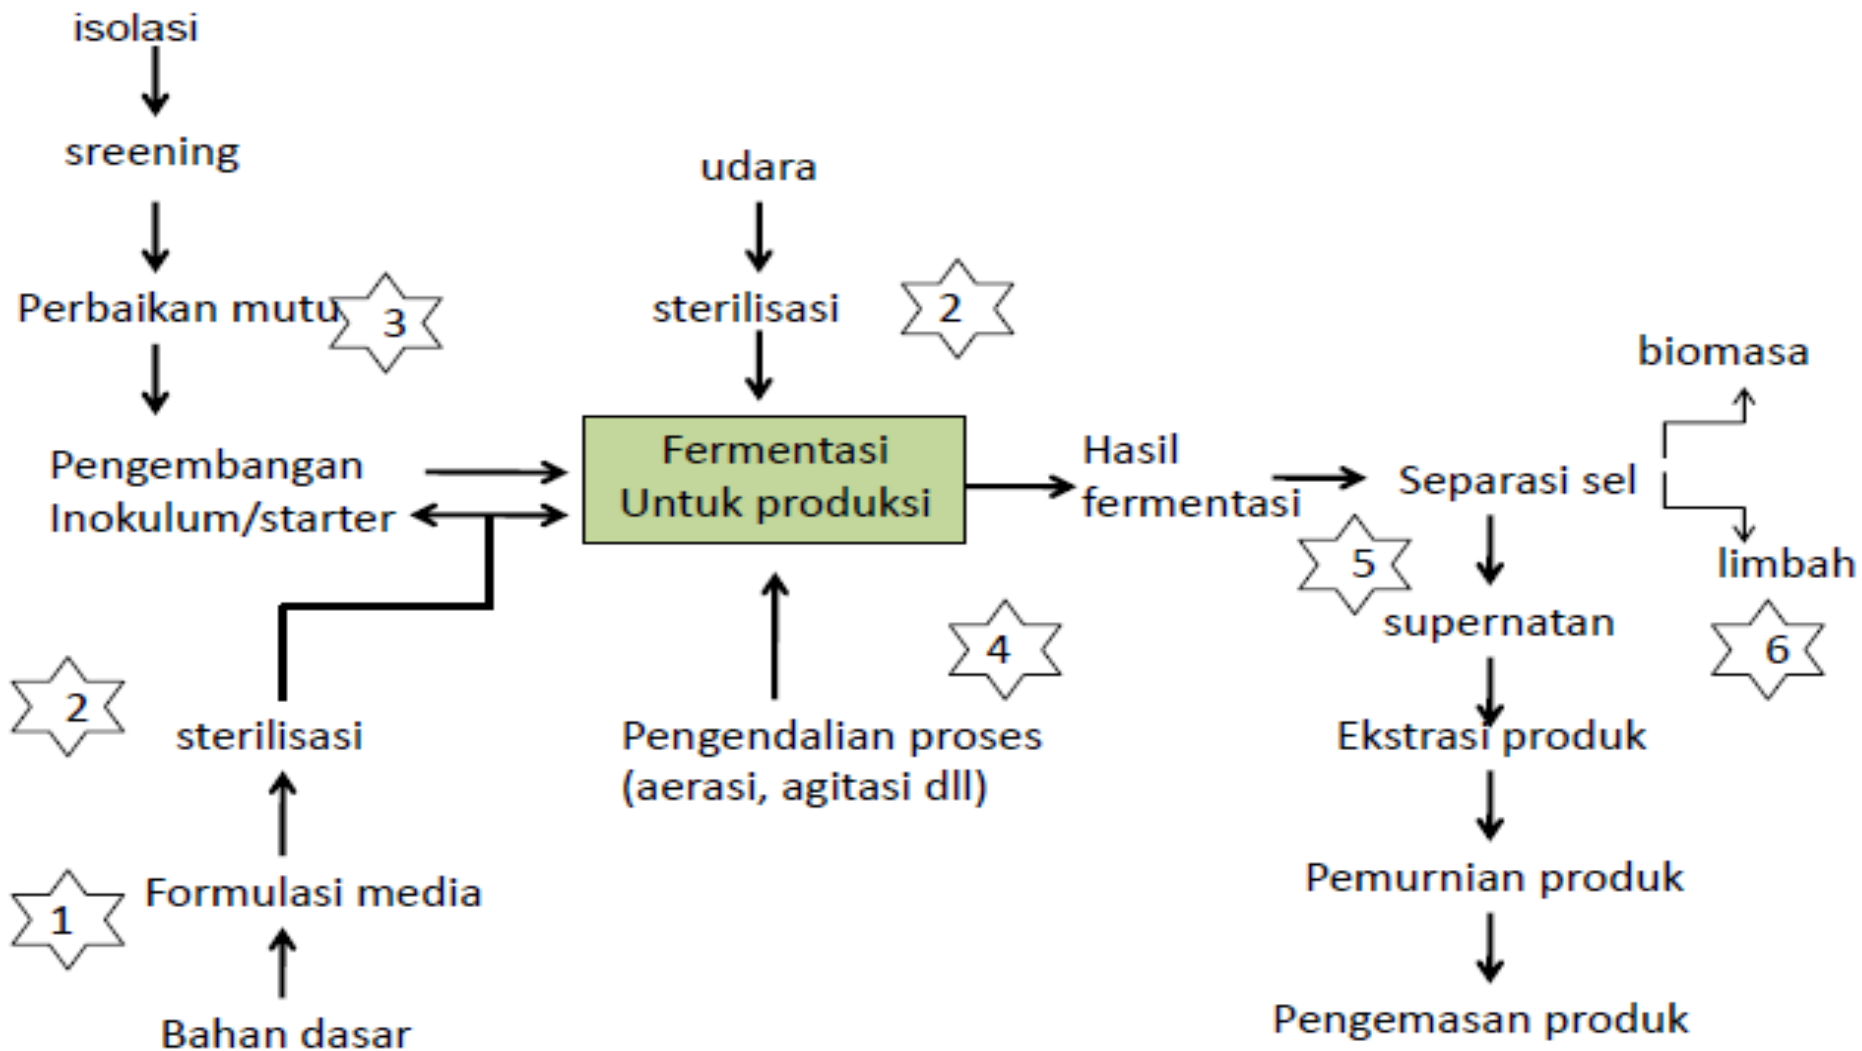 isolasi
sreening
Perbaikan mutu
3
Pengembangan
Inokulum/starter
udara
sterilisasi
2
Fermentasi
Untuk produksi
Hasil
fermentasi
Separasi sel
biomasa
limbah
5
6
supernatan
4
2
sterilisasi
Pengendalian proses
(aerasi, agitasi dll)
Ekstrasi produk
1
Formulasi media
Pemurnian produk
Bahan dasar
Pengemasan produk